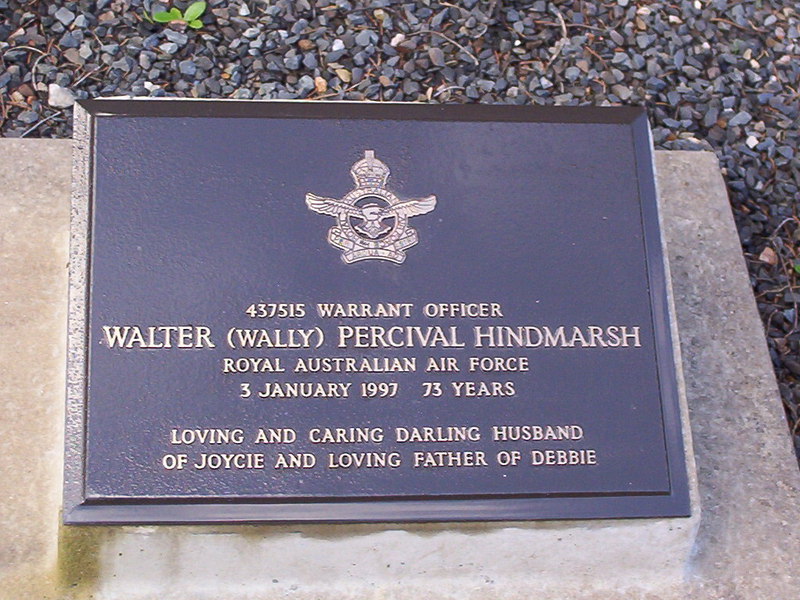 437515 WARRANT OFFICER
WALTER (WALLY) PERCIVAL HINDMARSH
ROYAL AUSTRALIAN AIR FORCE
3 JANUARY 1997 73 YEARS
LOVING AND CARING DARLING HUSBAND
OF JOYCIE AND LOVING FATHER OF DEBBIE